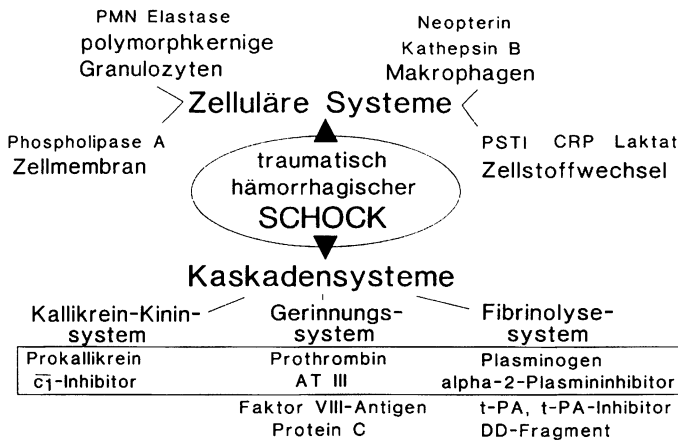 PMN Elastase
polymorphkernige
Granulozyten
Neopterin
Kathepsin B
Makrophagen
Zelluläre Systeme
Phospholipase A
Zellmembran
PSTI CRP Laktat
Zellstoffwechsel
traumatisch
hämorrhagischer
SCHOCK
Kaskadensysteme
Kallikrein-Kinin-
system
Gerinnungs-
system
Fibrinolyse-
system
Prokallikrein
c1-Inhibitor
Prothrombin
AT III
Plasminogen
alpha-2-Plasmininhibitor
Faktor VIII-Antigen
Protein C
t-PA, t-PA-Inhibitor
DD-Fragment